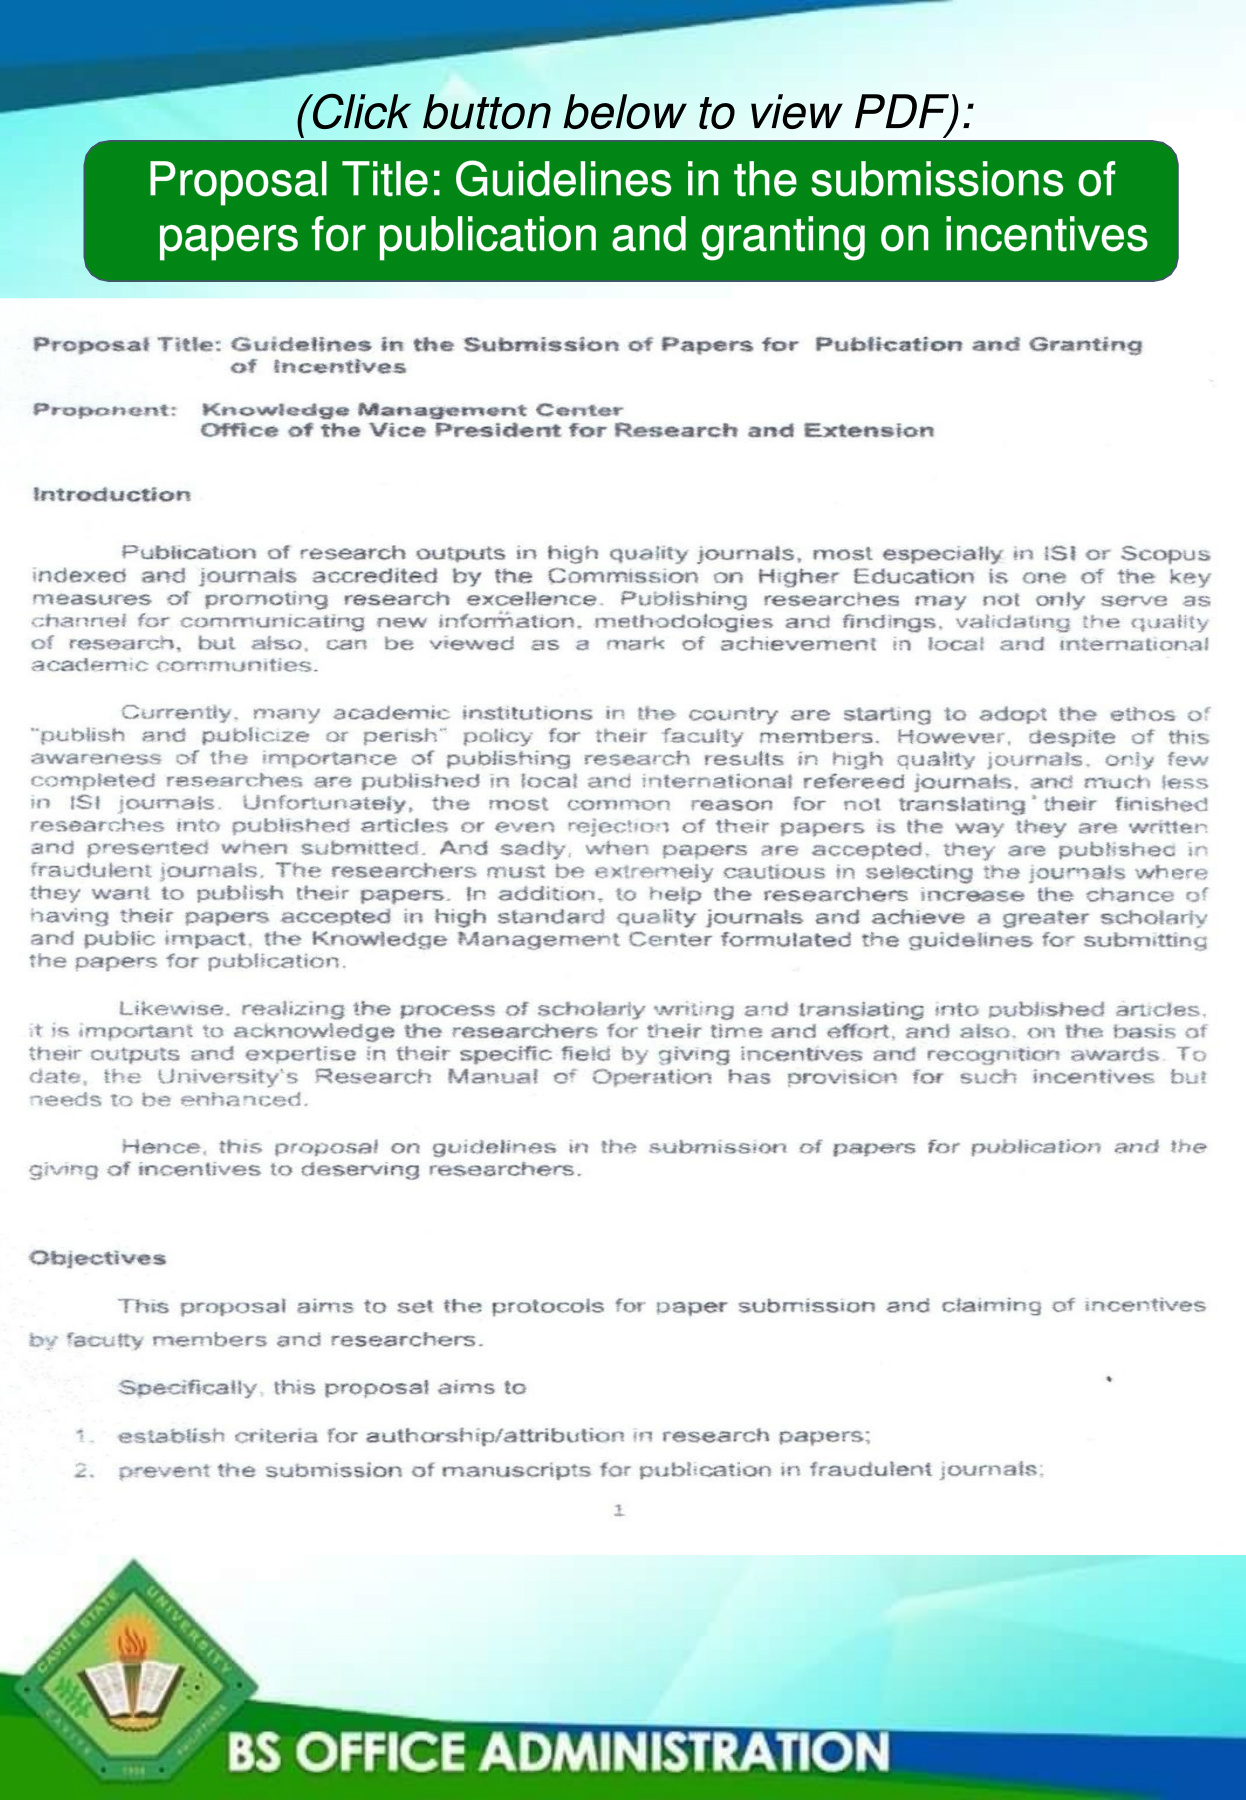 (Click button below to view PDF):
Proposal Title: Guidelines in the submissions of
papers for publication and granting on incentives
Proposal Title: Guidelines in the Submission of Papers for Publication and Granting
of Incentives
Proponent: Knowledge Management Center
Office of the Vice President for Research and Extension
Introduction
Publication of research outputs in high quality journals, most especially in ISI or Scopus
indexed and journals accredited by the Commission on Higher Education is one of the key
measures of promoting research excellence. Publishing researches may not only serve as
channel for communicating new information, methodologies and findings, validating the quality
of research, but also, can be viewed as a mark of achievement in local and international
academic communities.
Currently, many academic institutions in the country are starting to adopt the ethos of
"publish and publicize or perish" policy for their faculty members. However, despite of this
awareness of the importance of publishing research results in high quality journals, only few
completed researches are published in local and international refereed journals, and much less
in ISI journals. Unfortunately, the most common reason for not translating their finished
researches into published articles or even rejection of their papers is the way they are written
and presented when submitted. And sadly, when papers are accepted, they are published in
fraudulent journals. The researchers must be extremely cautious in selecting the journals where
they want to publish their papers. In addition, to help the researchers increase the chance of
having their papers accepted in high standard quality journals and achieve a greater scholarly
and public impact, the Knowledge Management Center formulated the guidelines for submitting
the papers for publication.
Likewise, realizing the process of scholarly writing and translating into published articles,
it is important to acknowledge the researchers for their time and effort, and also, on the basis of
their outputs and expertise in their specific field by giving incentives and recognition awards. To
date, the University's Research Manual of Operation has provision for such incentives but
needs to be enhanced.
Hence, this proposal on guidelines in the submission of papers for publication and the
giving of incentives to deserving researchers.
Objectives
This proposal aims to set the protocols for paper submission and claiming of incentives
by faculty members and researchers.
Specifically, this proposal aims to
1. establish criteria for authorship/attribution in research papers;
2. prevent the submission of manuscripts for publication in fraudulent journals;
1
CAVITE STATE UNIVERSITY
CAVITE PHILIPPINES
1906
BS OFFICE ADMINISTRATION